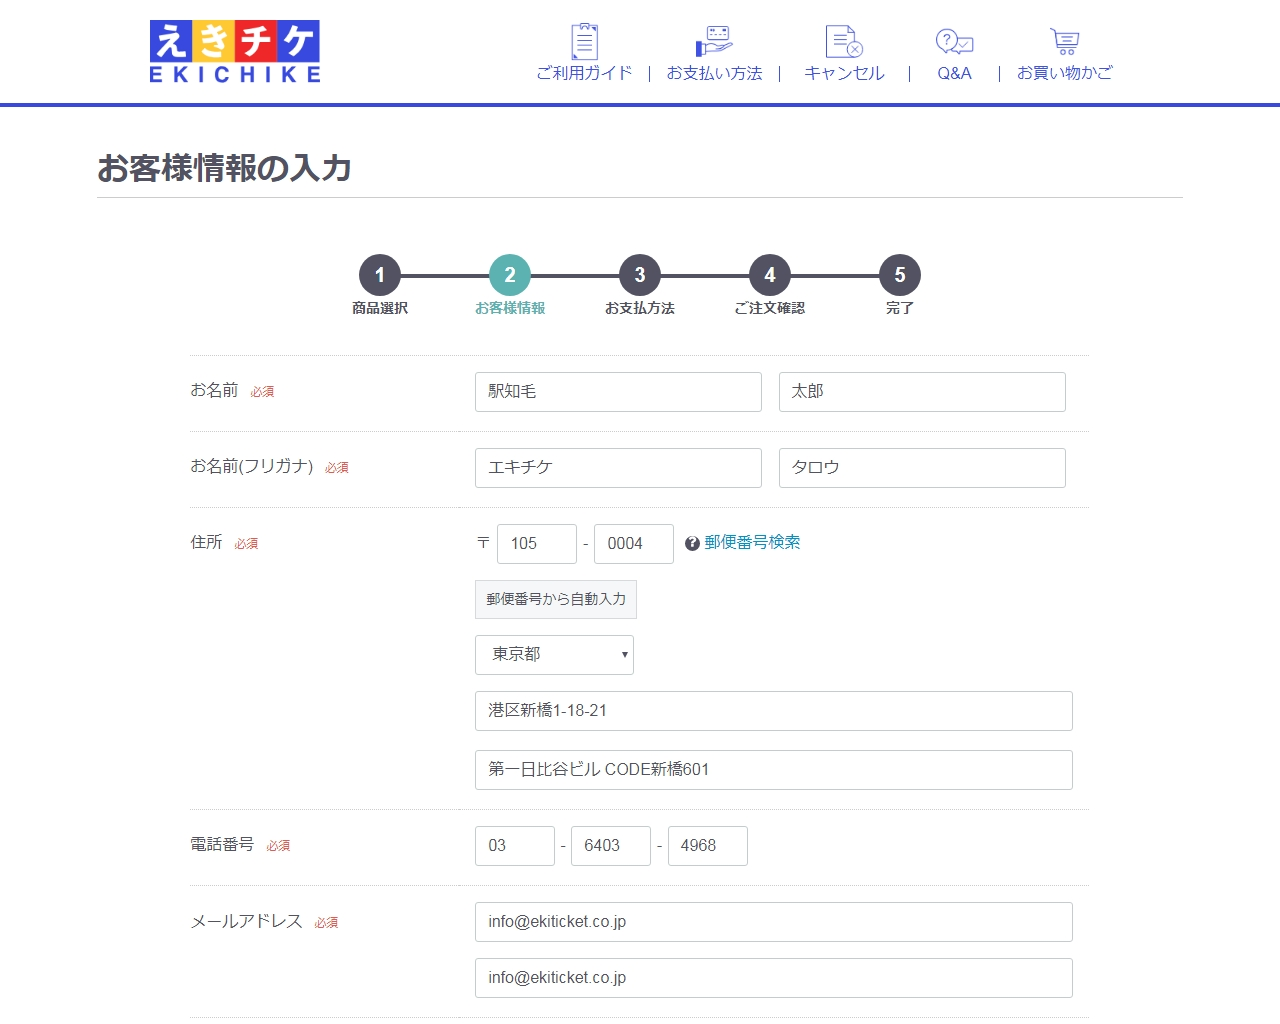 えきチケ
EKICHIKE
ご利用ガイド | お支払い方法 | キャンセル | Q&A | お買い物かご
お客様情報の入力
1 2 3 4 5
商品選択 お客様情報 お支払方法 ご注文確認 完了
お名前 必須 駅知毛 太郎
お名前(フリガナ) 必須 エキチケ タロウ
住所 必須 〒 105 - 0004 ? 郵便番号検索
郵便番号から自動入力
東京都
港区新橋1-18-21
第一日比谷ビル CODE新橋601
電話番号 必須 03 - 6403 - 4968
メールアドレス 必須 info@ekiticket.co.jp
info@ekiticket.co.jp